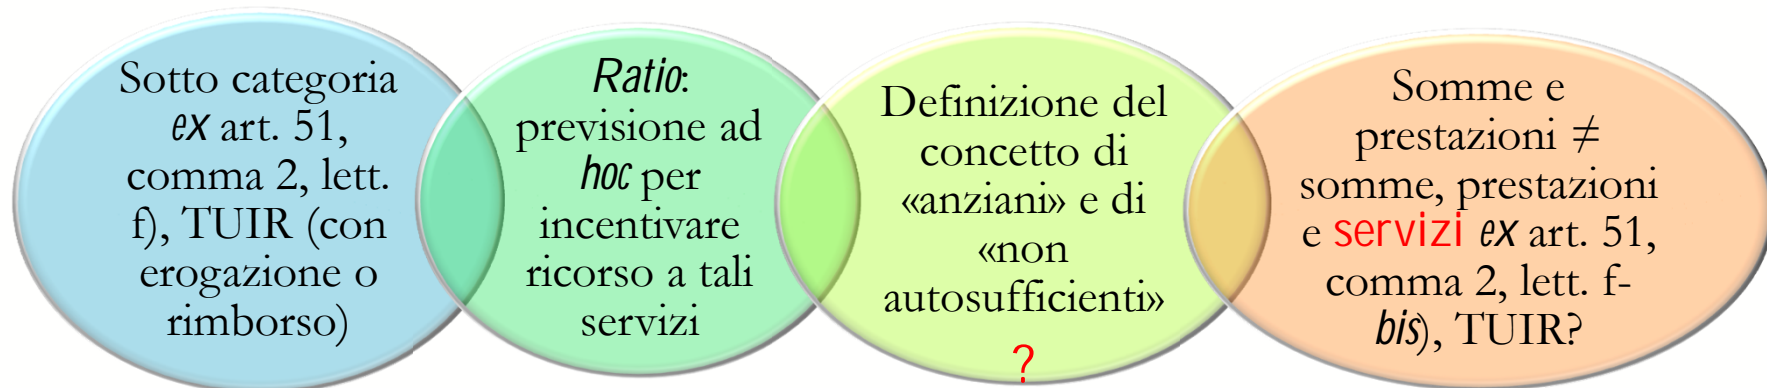 Sotto categoria
ex art. 51,
comma 2, lett.
f), TUIR (con
erogazione o
rimborso)
Ratio:
previsione ad
hoc per
incentivare
ricorso a tali
servizi
Definizione del
concetto di
«anziani» e di
«non
autosufficienti»
?
Somme e
prestazioni ≠
somme, prestazioni
e servizi ex art. 51,
comma 2, lett. f-
bis), TUIR?